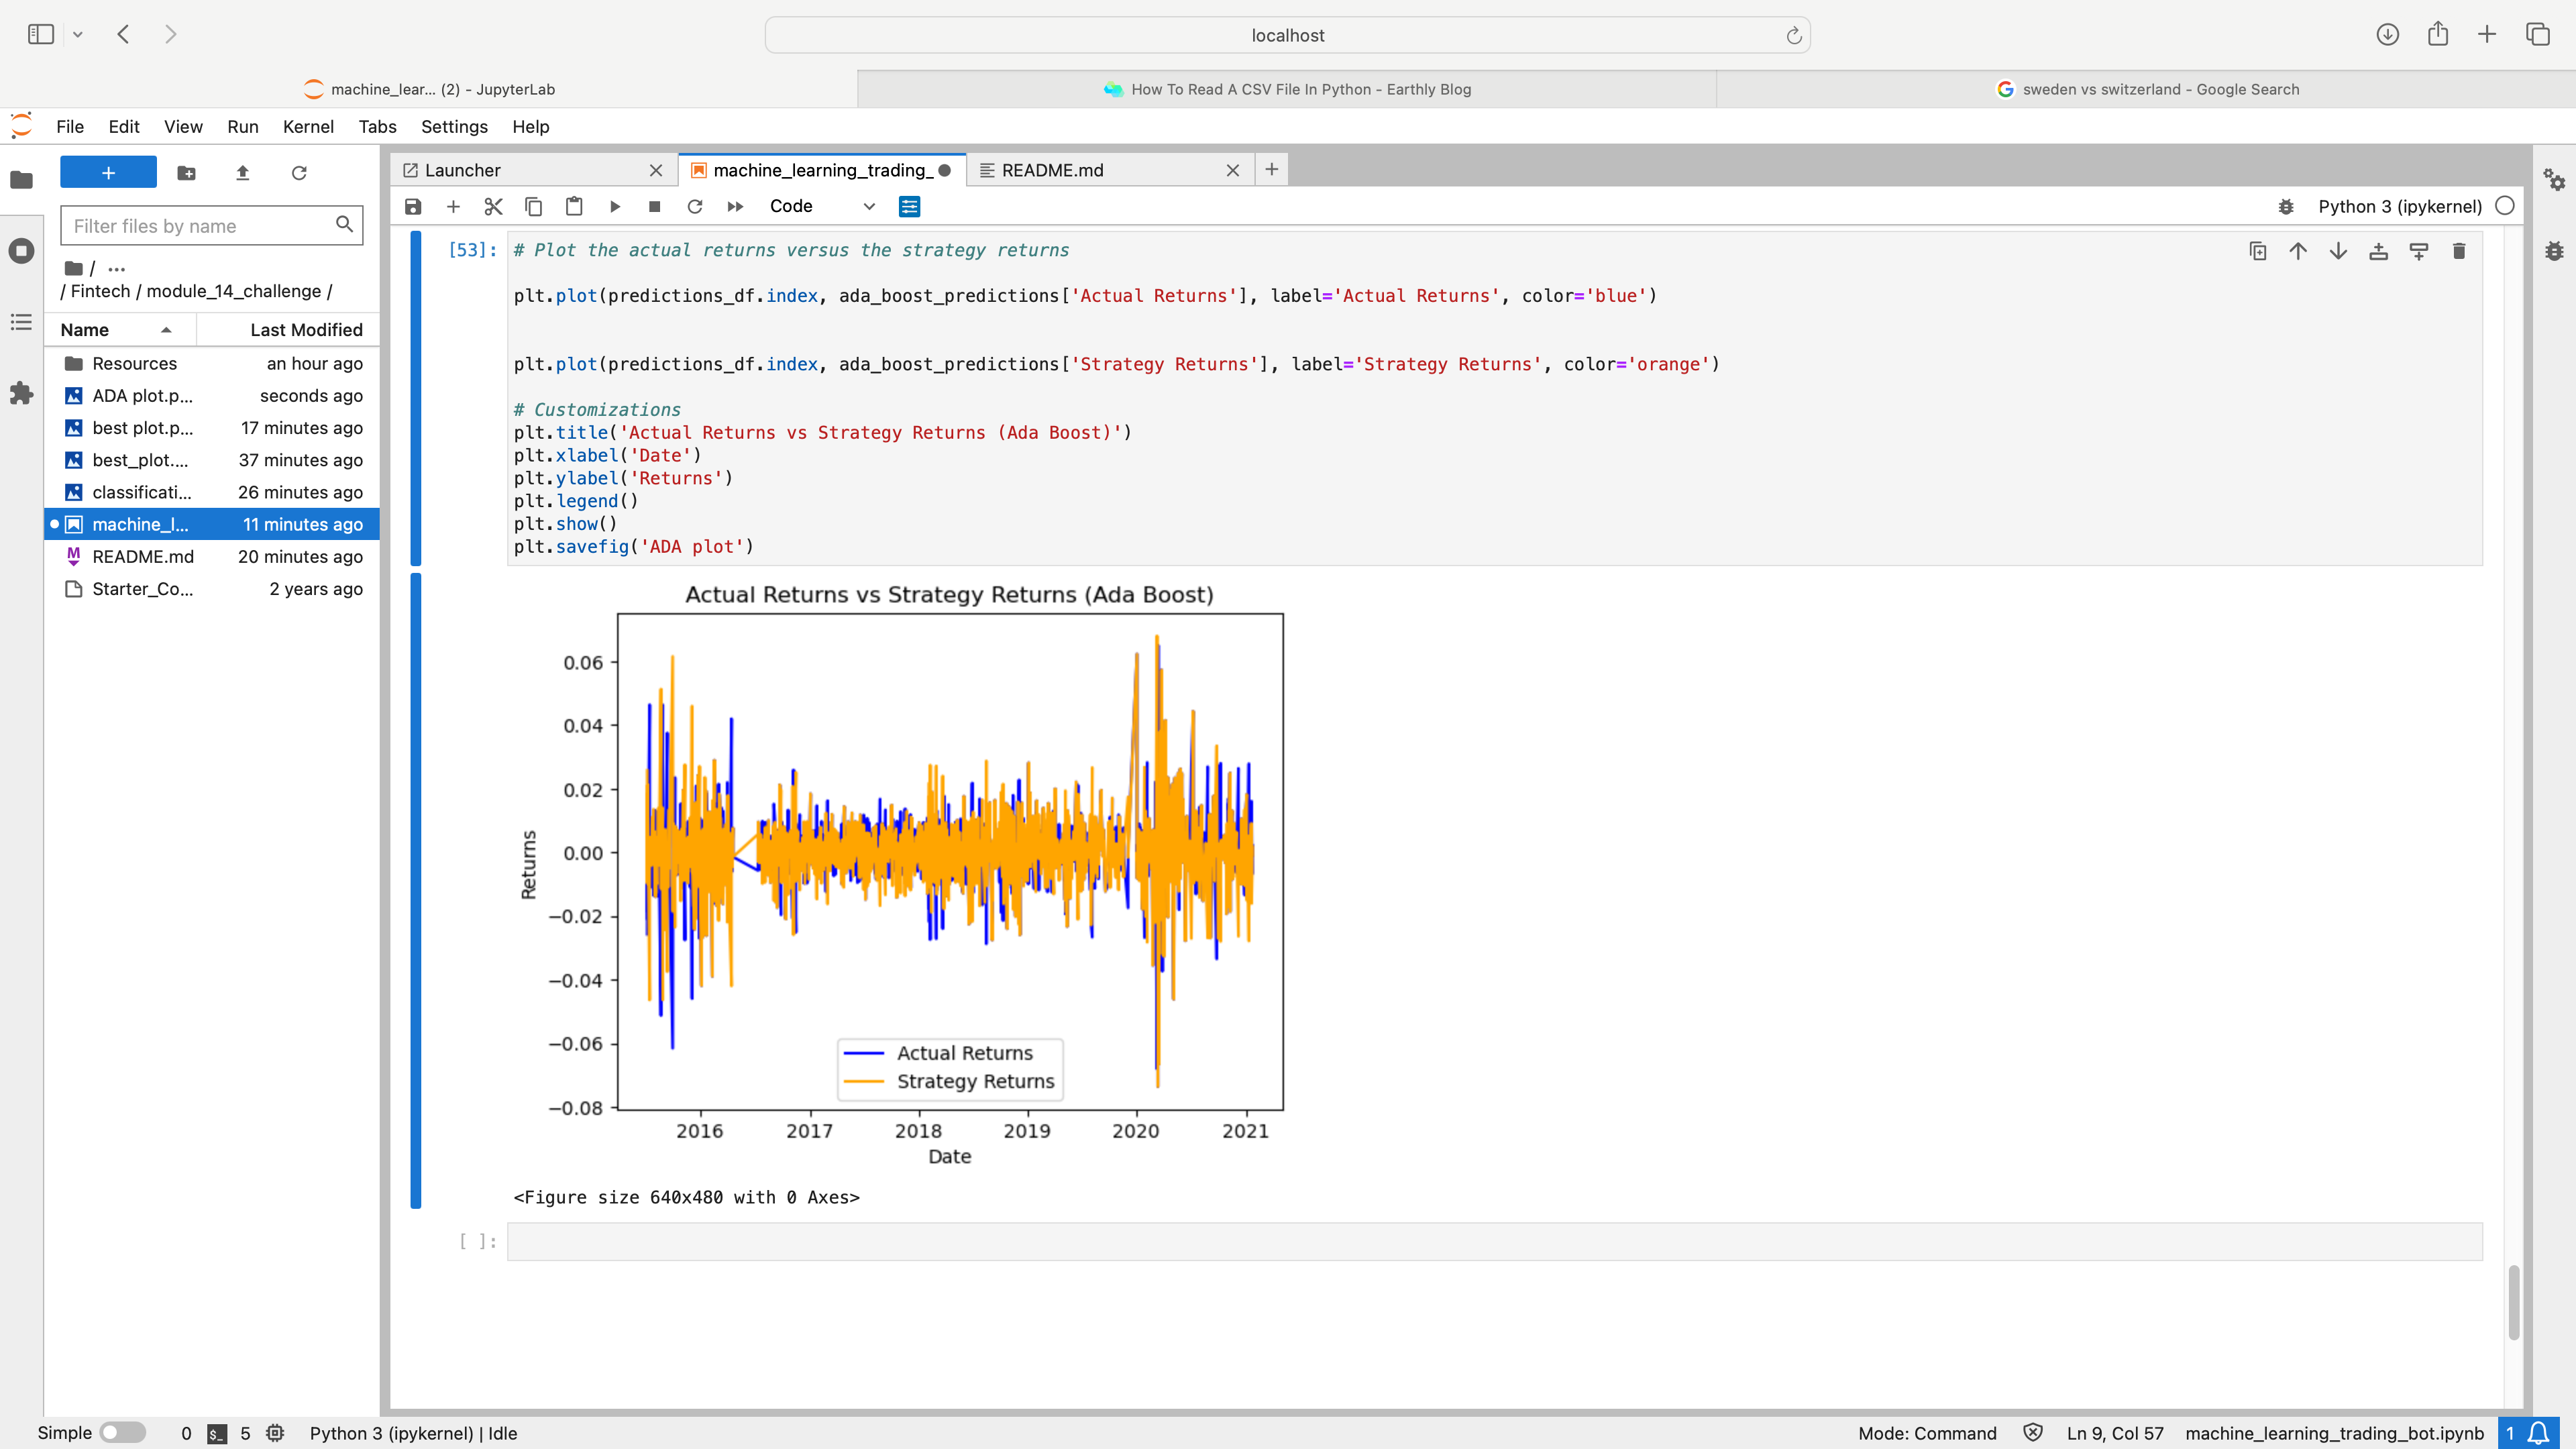 localhost
machine_lear... (2) - JupyterLab
How To Read A CSV File In Python - Earthly Blog
sweden vs switzerland - Google Search
File Edit View Run Kernel Tabs Settings Help
Launcher
machine_learning_trading_
README.md
Filter files by name
Code
Python 3 (ipykernel)
/ ...
/ Fintech / module_14_challenge /
Name Last Modified
Resources an hour ago
ADA plot.p... seconds ago
best plot.p... 17 minutes ago
best_plot.... 37 minutes ago
classificati... 26 minutes ago
machine_l... 11 minutes ago
README.md 20 minutes ago
Starter_Co... 2 years ago
[53]:
# Plot the actual returns versus the strategy returns
plt.plot(predictions_df.index, ada_boost_predictions['Actual Returns'], label='Actual Returns', color='blue')
plt.plot(predictions_df.index, ada_boost_predictions['Strategy Returns'], label='Strategy Returns', color='orange')
# Customizations
plt.title('Actual Returns vs Strategy Returns (Ada Boost)')
plt.xlabel('Date')
plt.ylabel('Returns')
plt.legend()
plt.show()
plt.savefig('ADA plot')
Actual Returns vs Strategy Returns (Ada Boost)
0.06
0.04
0.02
0.00
−0.02
−0.04
−0.06
−0.08
Returns
Actual Returns
Strategy Returns
2016 2017 2018 2019 2020 2021
Date
<Figure size 640x480 with 0 Axes>
[ ]:
Simple 0 $_ 5 Python 3 (ipykernel) | Idle
Mode: Command Ln 9, Col 57 machine_learning_trading_bot.ipynb 1